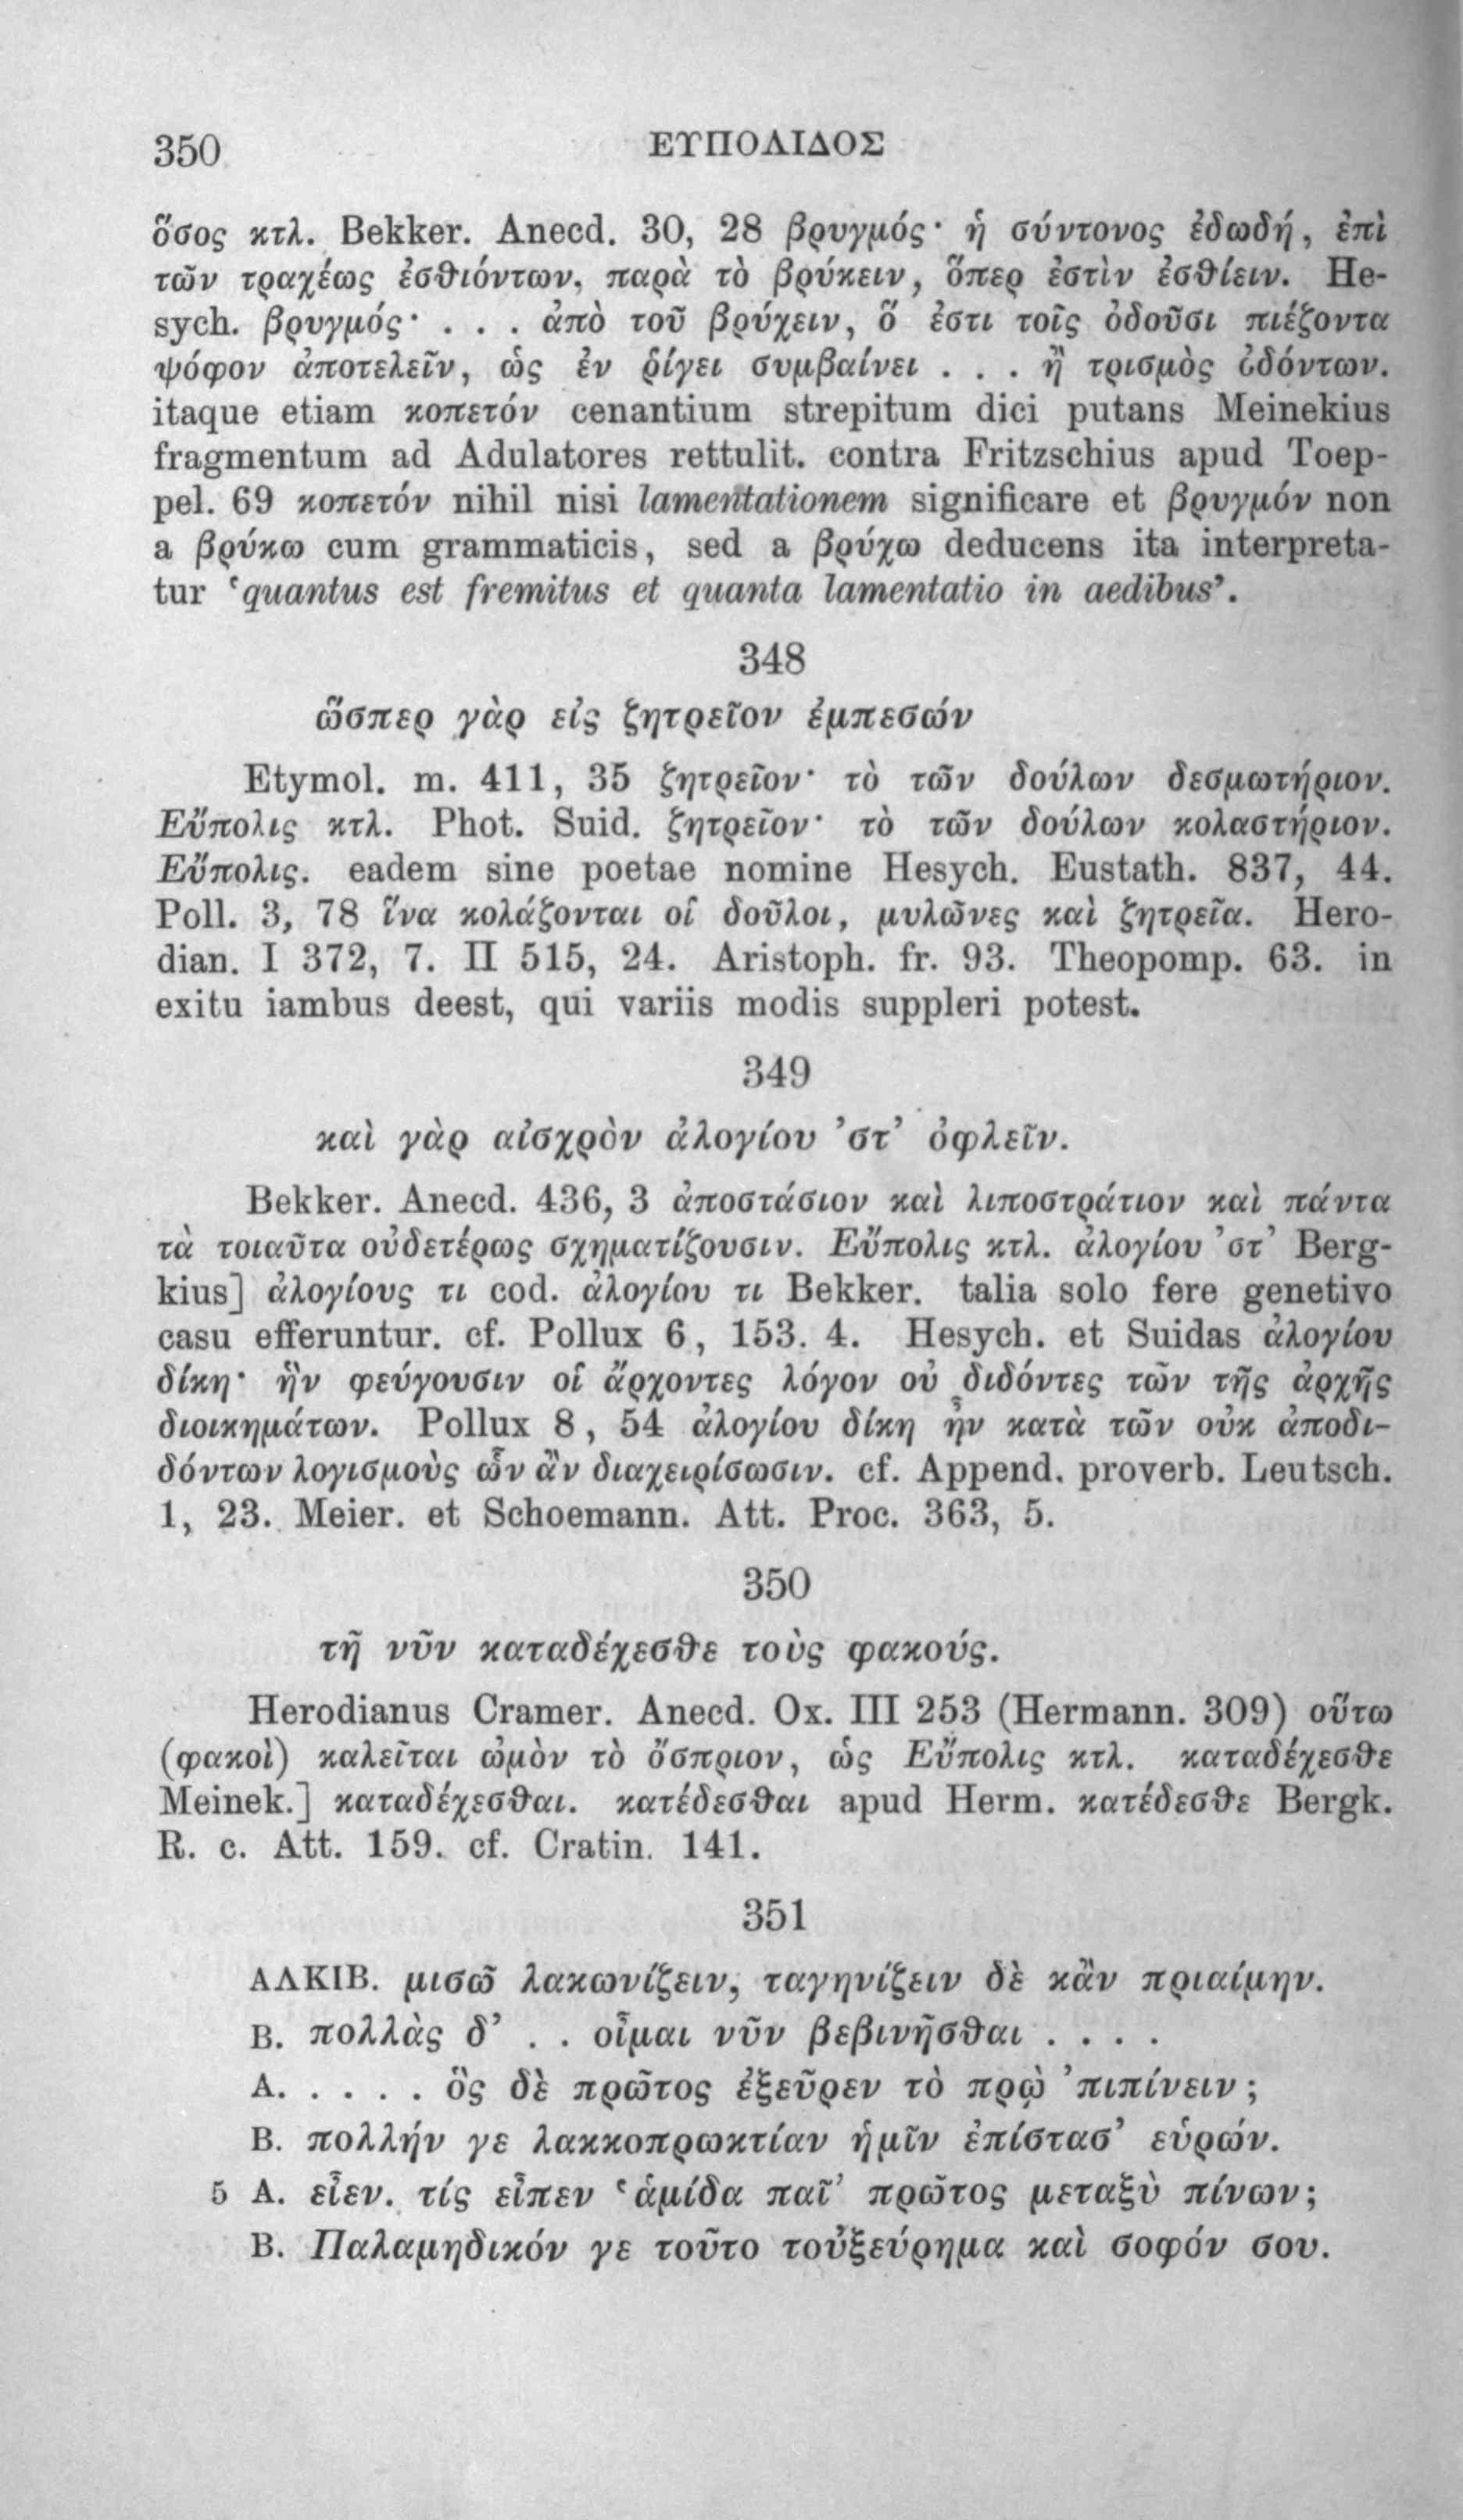 350 ΕΥΠΟΛΙΔΟΣ
ὅσος κτλ. Bekker. Anecd. 30, 28 βρυγμός· ἡ σύντονος ἐδωδή, ἐπὶ
τῶν τραχέως ἐσθιόντων, παρὰ τὸ βρύκειν, ὅπερ ἐστὶν ἐσθίειν. He-
sych. βρυγμός· . . . ἀπὸ τοῦ βρύχειν, ὅ ἐστι τοῖς ὀδοῦσι πιέζοντα
ψόφον ἀποτελεῖν, ὡς ἐν ῥίγει συμβαίνει . . . ἢ τρισμὸς ὀδόντων.
itaque etiam κοπετόν cenantium strepitum dici putans Meinekius
fragmentum ad Adulatores rettulit. contra Fritzschius apud Toep-
pel. 69 κοπετόν nihil nisi lamentationem significare et βρυγμόν non
a βρύκω cum grammaticis, sed a βρύχω deducens ita interpreta-
tur ‘quantus est fremitus et quanta lamentatio in aedibus’.
348
ὥσπερ γὰρ εἰς ζητρεῖον ἐμπεσών
Etymol. m. 411, 35 ζητρεῖον· τὸ τῶν δούλων δεσμωτήριον.
Εὔπολις κτλ. Phot. Suid. ζητρεῖον· τὸ τῶν δούλων κολαστήριον.
Εὔπολις. eadem sine poetae nomine Hesych. Eustath. 837, 44.
Poll. 3, 78 ἵνα κολάζονται οἱ δοῦλοι, μυλῶνες καὶ ζητρεῖα. Hero-
dian. I 372, 7. II 515, 24. Aristoph. fr. 93. Theopomp. 63. in
exitu iambus deest, qui variis modis suppleri potest.
349
καὶ γὰρ αἰσχρὸν ἀλογίου ’στ’ ὀφλεῖν.
Bekker. Anecd. 436, 3 ἀποστάσιον καὶ λιποστράτιον καὶ πάντα
τὰ τοιαῦτα οὐδετέρως σχηματίζουσιν. Εὔπολις κτλ. ἀλογίου ’στ’ Berg-
kius] ἀλογίους τι cod. ἀλογίου τι Bekker. talia solo fere genetivo
casu efferuntur. cf. Pollux 6, 153. 4. Hesych. et Suidas ἀλογίου
δίκη· ἣν φεύγουσιν οἱ ἄρχοντες λόγον οὐ διδόντες τῶν τῆς ἀρχῆς
διοικημάτων. Pollux 8, 54 ἀλογίου δίκη ἦν κατὰ τῶν οὐκ ἀποδι-
δόντων λογισμοὺς ὧν ἂν διαχειρίσωσιν. cf. Append. proverb. Leutsch.
1, 23. Meier. et Schoemann. Att. Proc. 363, 5.
350
τῆ νῦν καταδέχεσθε τοὺς φακούς.
Herodianus Cramer. Anecd. Ox. III 253 (Hermann. 309) οὕτω
(φακοὶ) καλεῖται ὠμὸν τὸ ὄσπριον, ὡς Εὔπολις κτλ. καταδέχεσθε
Meinek.] καταδέχεσθαι. κατέδεσθαι apud Herm. κατέδεσθε Bergk.
R. c. Att. 159. cf. Cratin. 141.
351
ΑΛΚΙΒ. μισῶ λακωνίζειν, ταγηνίζειν δὲ κἂν πριαίμην.
Β. πολλὰς δ’ . . οἶμαι νῦν βεβινῆσθαι . . . .
Α. . . . . ὃς δὲ πρῶτος ἐξεῦρεν τὸ πρῲ ’πιπίνειν;
Β. πολλήν γε λακκοπρωκτίαν ἡμῖν ἐπίστασ’ εὑρών.
5 Α. εἶεν. τίς εἶπεν ‘ἁμίδα παῖ’ πρῶτος μεταξὺ πίνων;
Β. Παλαμηδικόν γε τοῦτο τοὐξεύρημα καὶ σοφόν σου.